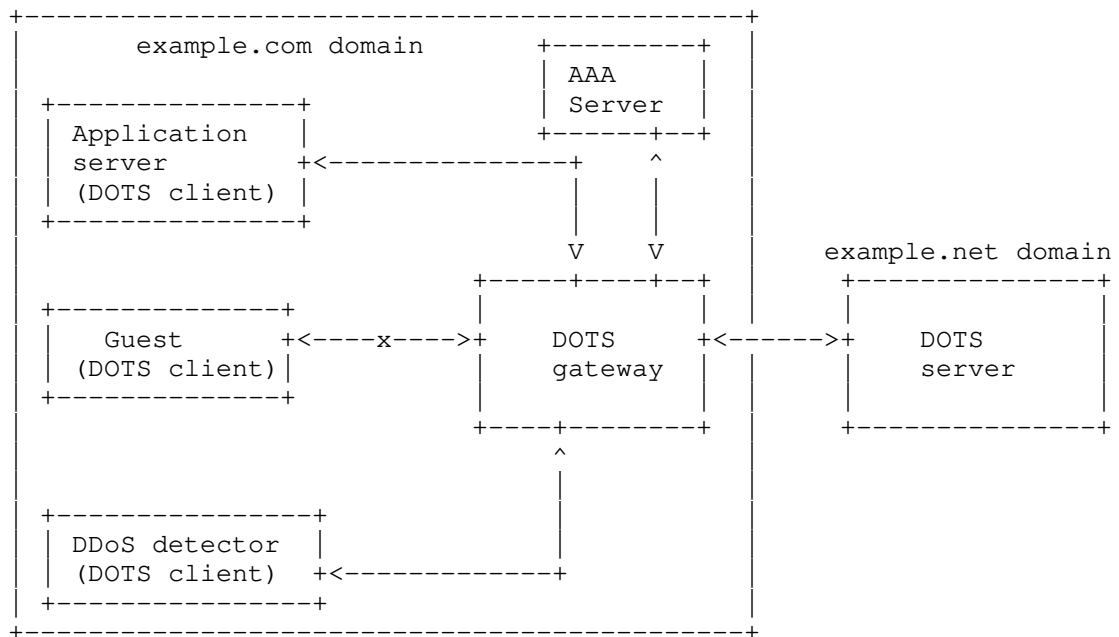 example.com domain
AAA
Server
Application
server
(DOTS client)
example.net domain
Guest
(DOTS client)
x
DOTS
gateway
DOTS
server
DDoS detector
(DOTS client)